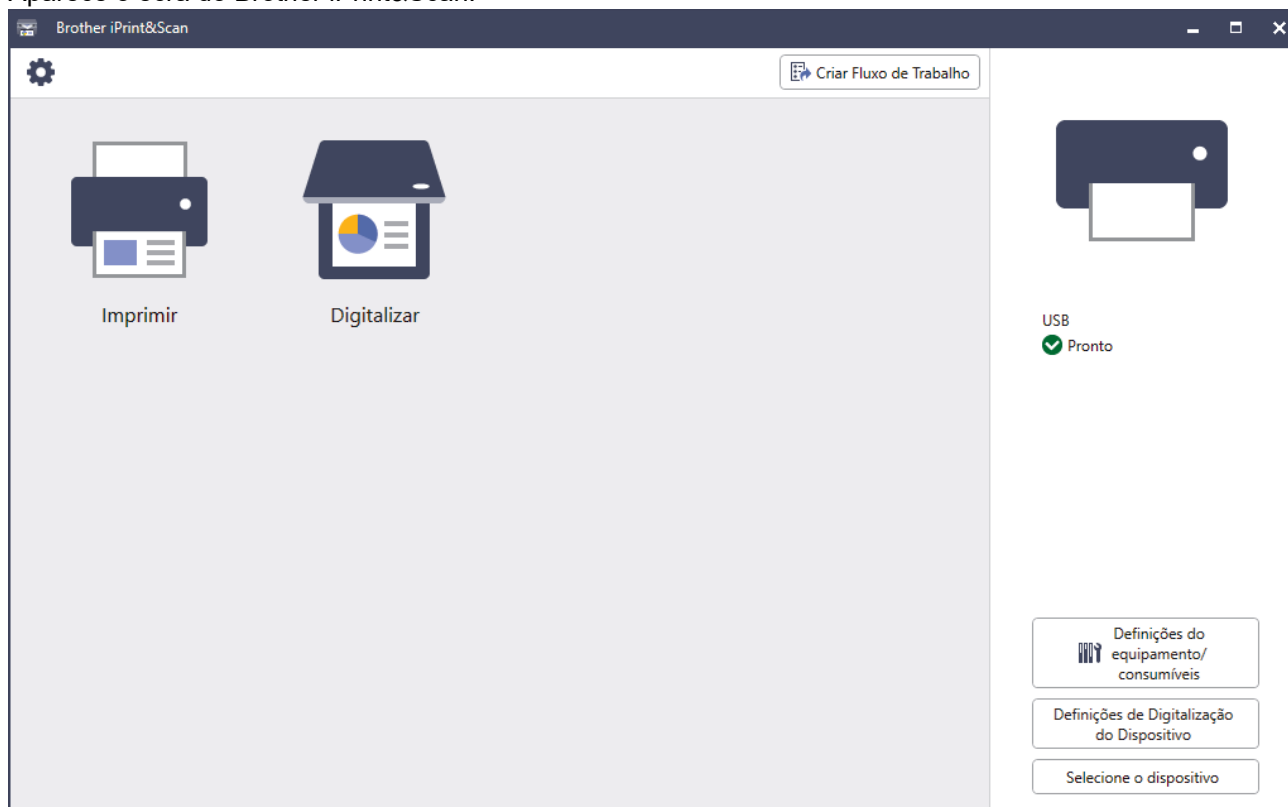 Brother iPrint&Scan
Criar Fluxo de Trabalho
Imprimir
Digitalizar
USB
Pronto
Definições do
equipamento/
consumíveis
Definições de Digitalização
do Dispositivo
Selecione o dispositivo